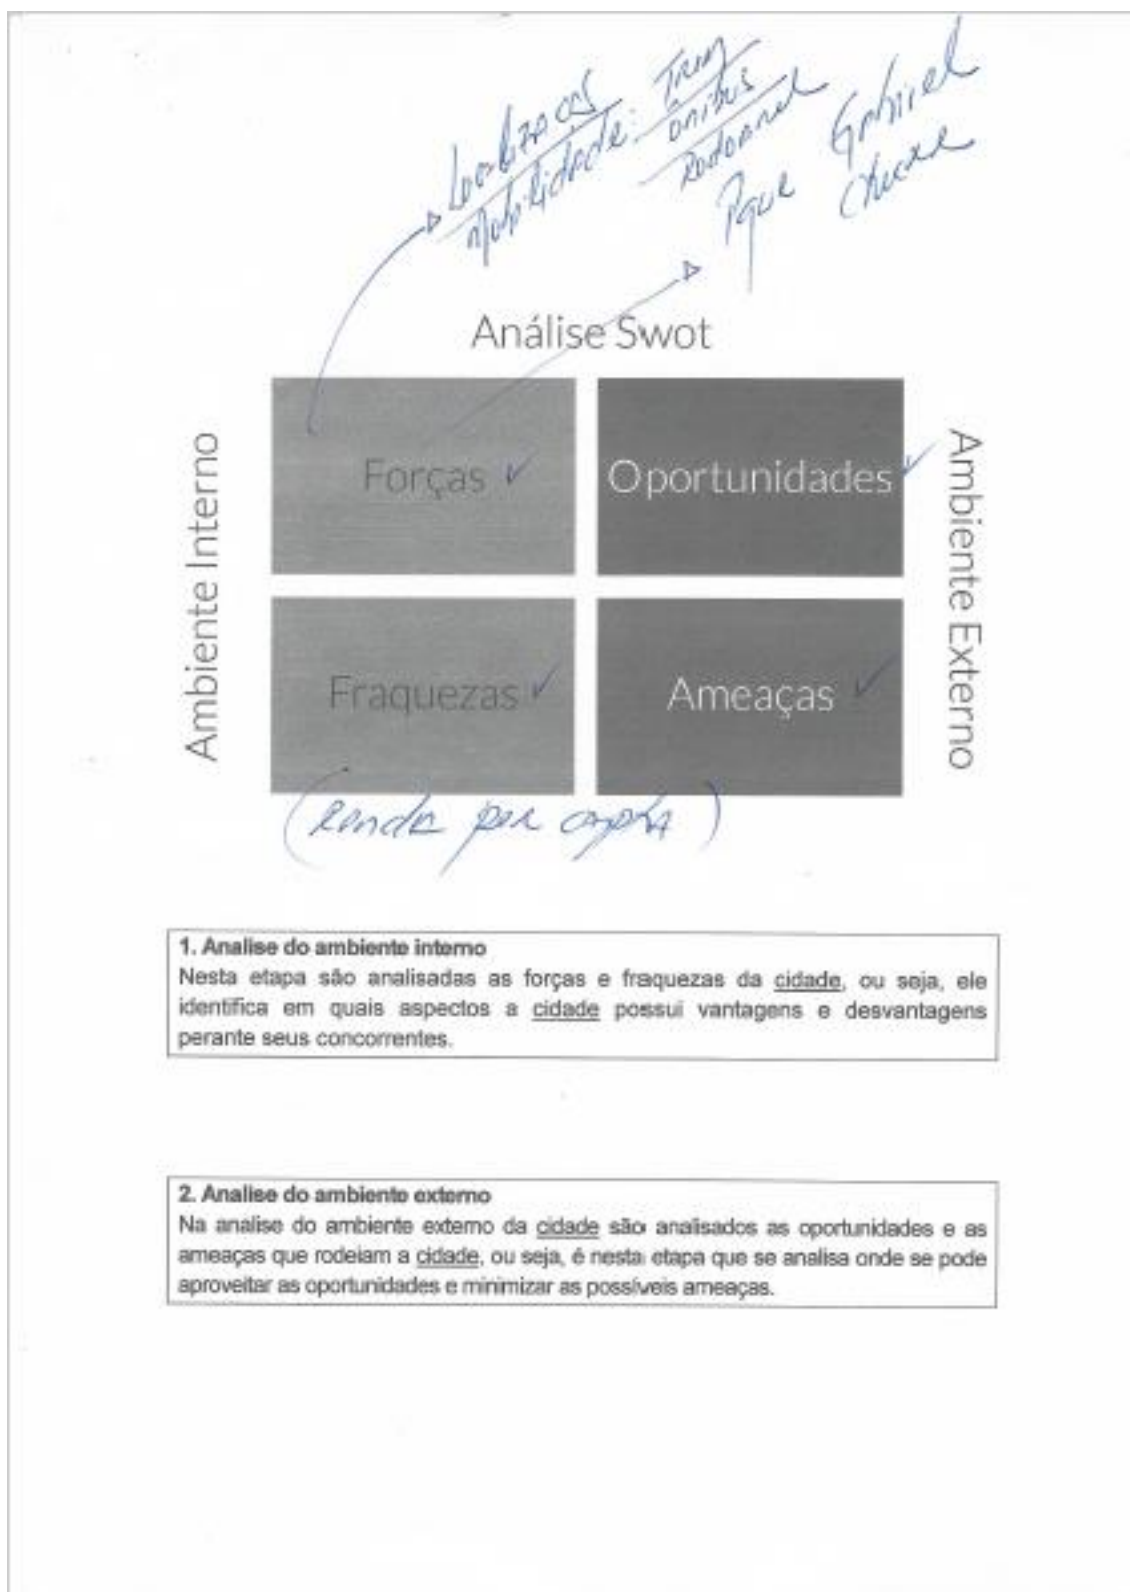 Localização
Mobilidade: Trem
ônibus
Rodoanel
Pque Gabriel
Chucre
Análise Swot
Ambiente Interno
Forças ✓
Oportunidades ✓
Fraquezas ✓
Ameaças ✓
Ambiente Externo
(Renda per capita)
1. Analise do ambiente interno
Nesta etapa são analisadas as forças e fraquezas da cidade, ou seja, ele
identifica em quais aspectos a cidade possui vantagens e desvantagens
perante seus concorrentes.
2. Analise do ambiente externo
Na analise do ambiente externo da cidade são analisados as oportunidades e as
ameaças que rodeiam a cidade, ou seja, é nesta etapa que se analisa onde se pode
aproveitar as oportunidades e minimizar as possíveis ameaças.